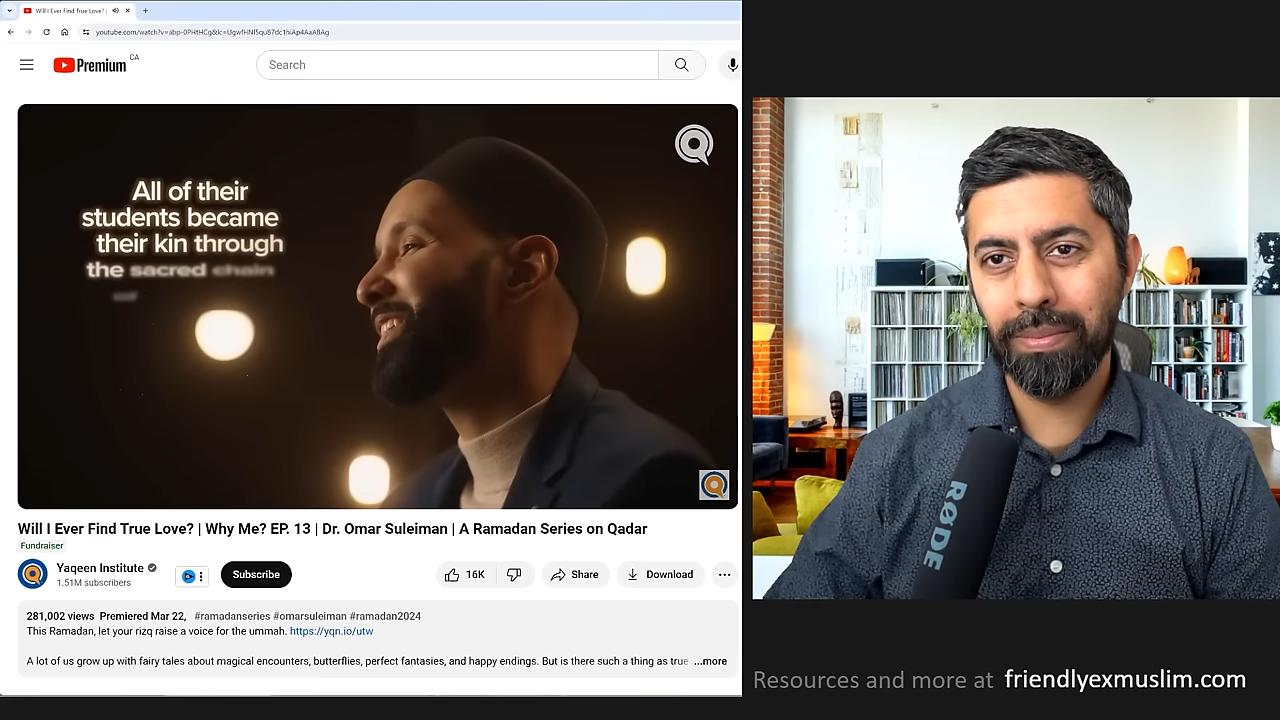 Will I Ever Find True Love? |
youtube.com/watch?v=abp-0PHtHCg&lc=UgwfHNl5quB7dc1hiAp4AaABAg
Premium CA
Search
All of their
students became
their kin through
the sacred chain
Will I Ever Find True Love? | Why Me? EP. 13 | Dr. Omar Suleiman | A Ramadan Series on Qadar
Fundraiser
Yaqeen Institute
1.51M subscribers
Subscribe
16K
Share
Download
281,002 views Premiered Mar 22, #ramadanseries #omarsuleiman #ramadan2024
This Ramadan, let your rizq raise a voice for the ummah. https://yqn.io/utw
A lot of us grow up with fairy tales about magical encounters, butterflies, perfect fantasies, and happy endings. But is there such a thing as true ...more
RØDE
Resources and more at friendlyexmuslim.com